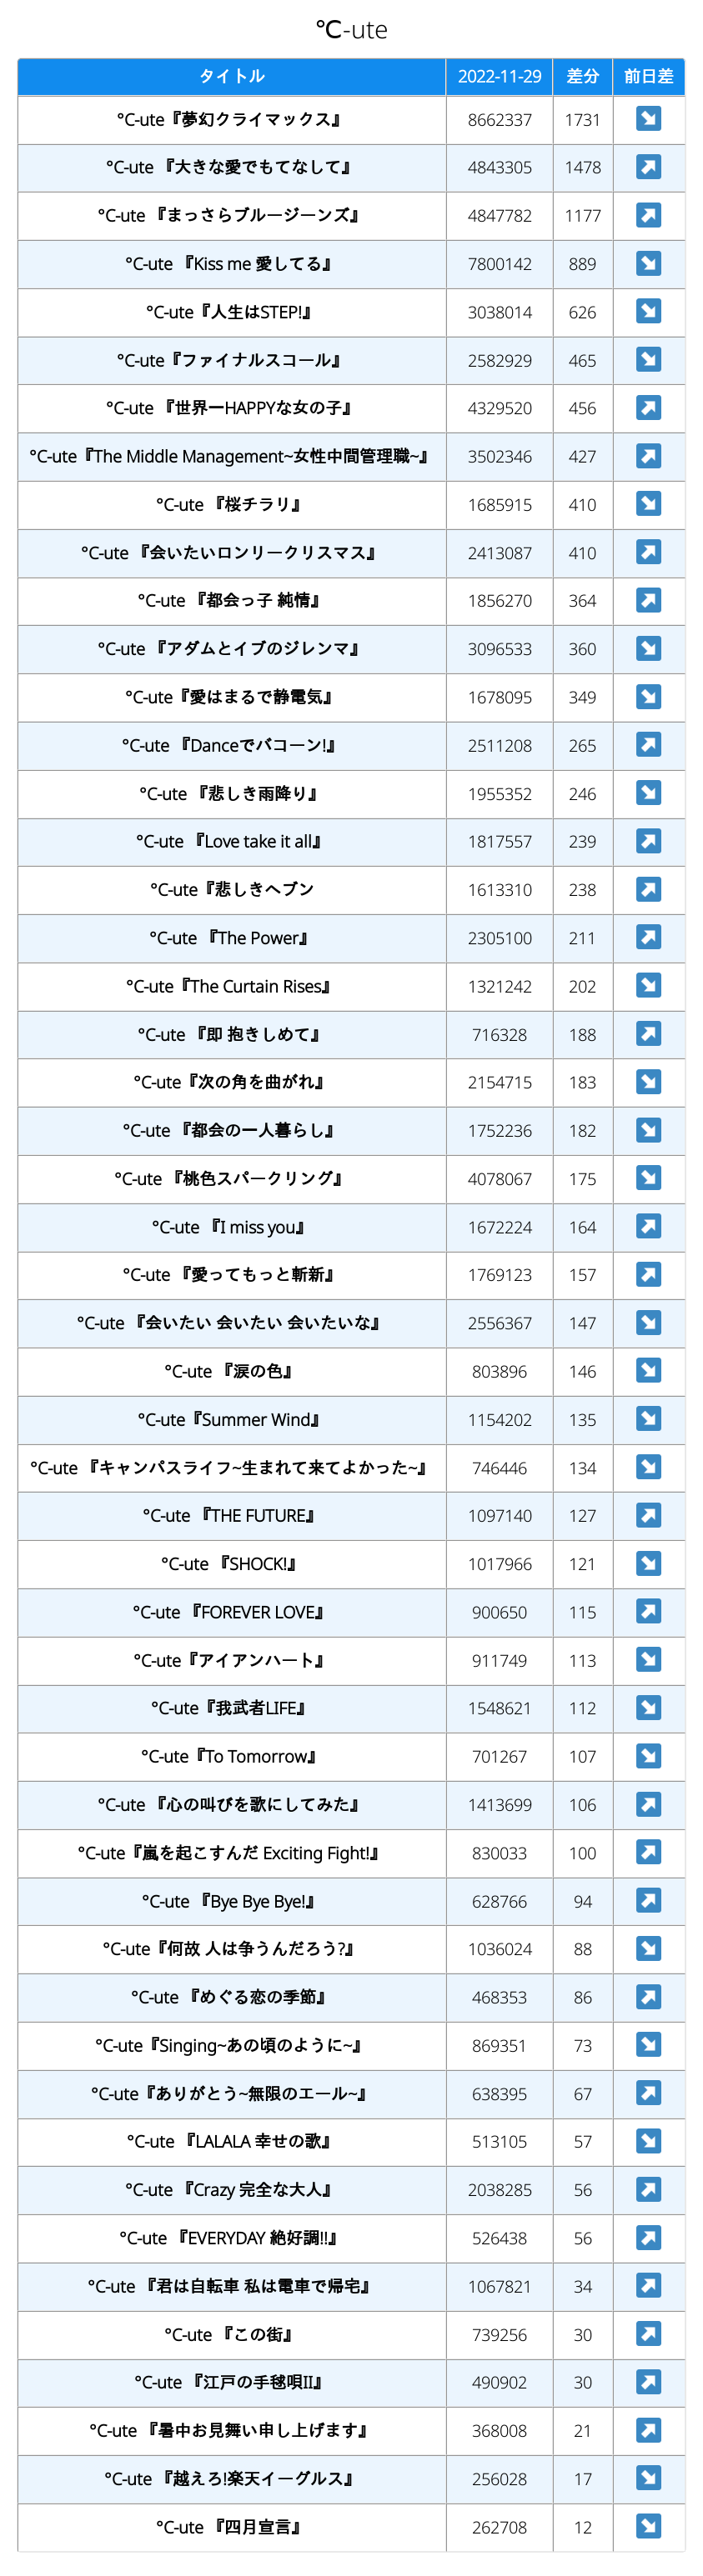 ℃-ute
タイトル 2022-11-29 差分 前日差
℃-ute『夢幻クライマックス』 8662337 1731 ↘
℃-ute 『大きな愛でもてなして』 4843305 1478 ↗
℃-ute 『まっさらブルージーンズ』 4847782 1177 ↗
℃-ute 『Kiss me 愛してる』 7800142 889 ↘
℃-ute『人生はSTEP!』 3038014 626 ↘
℃-ute『ファイナルスコール』 2582929 465 ↘
℃-ute 『世界一HAPPYな女の子』 4329520 456 ↗
℃-ute『The Middle Management~女性中間管理職~』 3502346 427 ↗
℃-ute 『桜チラリ』 1685915 410 ↘
℃-ute 『会いたいロンリークリスマス』 2413087 410 ↗
℃-ute 『都会っ子 純情』 1856270 364 ↗
℃-ute 『アダムとイブのジレンマ』 3096533 360 ↘
℃-ute『愛はまるで静電気』 1678095 349 ↘
℃-ute 『Danceでバコーン!』 2511208 265 ↗
℃-ute 『悲しき雨降り』 1955352 246 ↘
℃-ute 『Love take it all』 1817557 239 ↗
℃-ute『悲しきヘブン 1613310 238 ↗
℃-ute 『The Power』 2305100 211 ↗
℃-ute『The Curtain Rises』 1321242 202 ↘
℃-ute 『即 抱きしめて』 716328 188 ↗
℃-ute『次の角を曲がれ』 2154715 183 ↘
℃-ute 『都会の一人暮らし』 1752236 182 ↘
℃-ute 『桃色スパークリング』 4078067 175 ↘
℃-ute 『I miss you』 1672224 164 ↗
℃-ute 『愛ってもっと斬新』 1769123 157 ↗
℃-ute 『会いたい 会いたい 会いたいな』 2556367 147 ↘
℃-ute 『涙の色』 803896 146 ↘
℃-ute『Summer Wind』 1154202 135 ↘
℃-ute 『キャンパスライフ~生まれて来てよかった~』 746446 134 ↘
℃-ute 『THE FUTURE』 1097140 127 ↗
℃-ute 『SHOCK!』 1017966 121 ↘
℃-ute 『FOREVER LOVE』 900650 115 ↗
℃-ute『アイアンハート』 911749 113 ↘
℃-ute『我武者LIFE』 1548621 112 ↘
℃-ute『To Tomorrow』 701267 107 ↘
℃-ute 『心の叫びを歌にしてみた』 1413699 106 ↗
℃-ute『嵐を起こすんだ Exciting Fight!』 830033 100 ↗
℃-ute 『Bye Bye Bye!』 628766 94 ↗
℃-ute『何故 人は争うんだろう?』 1036024 88 ↘
℃-ute 『めぐる恋の季節』 468353 86 ↗
℃-ute『Singing~あの頃のように~』 869351 73 ↘
℃-ute『ありがとう~無限のエール~』 638395 67 ↗
℃-ute 『LALALA 幸せの歌』 513105 57 ↘
℃-ute 『Crazy 完全な大人』 2038285 56 ↗
℃-ute 『EVERYDAY 絶好調!!』 526438 56 ↗
℃-ute 『君は自転車 私は電車で帰宅』 1067821 34 ↗
℃-ute 『この街』 739256 30 ↗
℃-ute 『江戸の手毬唄II』 490902 30 ↗
℃-ute 『暑中お見舞い申し上げます』 368008 21 ↗
℃-ute 『越えろ!楽天イーグルス』 256028 17 ↘
℃-ute 『四月宣言』 262708 12 ↘